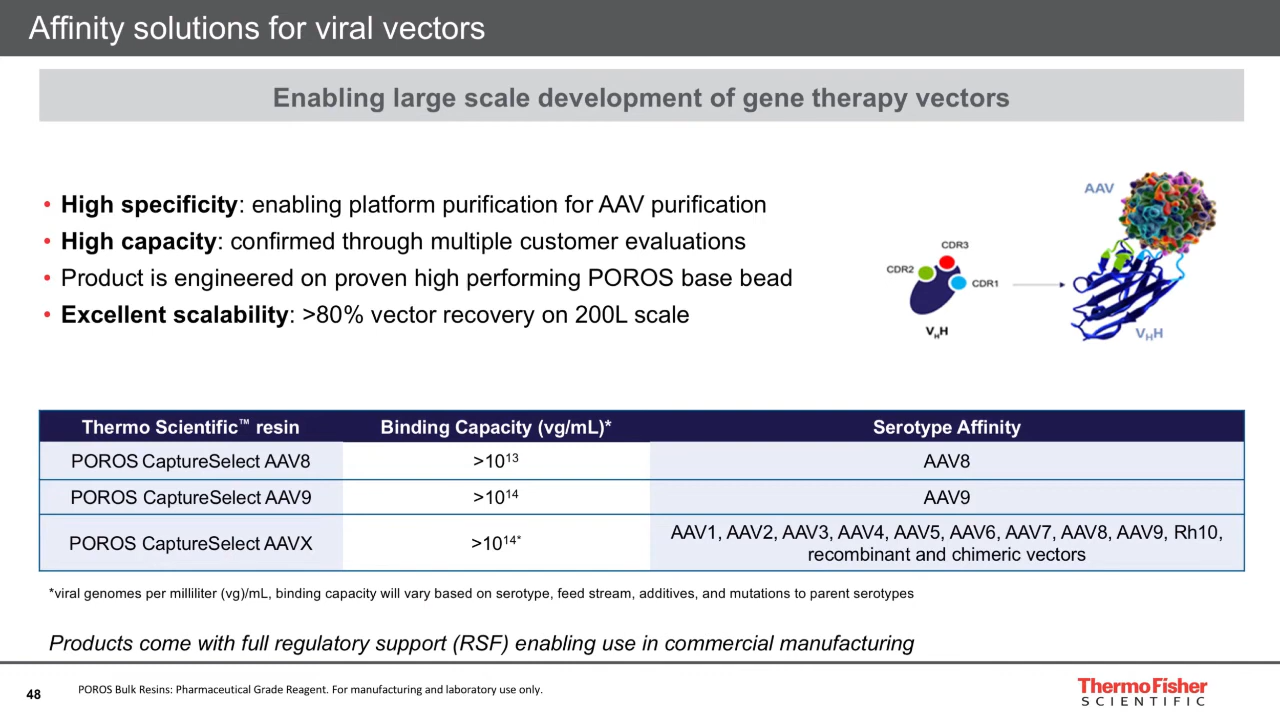 Affinity solutions for viral vectors
Enabling large scale development of gene therapy vectors
• High specificity: enabling platform purification for AAV purification
• High capacity: confirmed through multiple customer evaluations
• Product is engineered on proven high performing POROS base bead
• Excellent scalability: >80% vector recovery on 200L scale
AAV
CDR3
CDR2
CDR1
VHH
VHH
Thermo Scientific™ resin Binding Capacity (vg/mL)* Serotype Affinity
POROS CaptureSelect AAV8 >10¹³ AAV8
POROS CaptureSelect AAV9 >10¹⁴ AAV9
POROS CaptureSelect AAVX >10¹⁴* AAV1, AAV2, AAV3, AAV4, AAV5, AAV6, AAV7, AAV8, AAV9, Rh10,
recombinant and chimeric vectors
*viral genomes per milliliter (vg)/mL, binding capacity will vary based on serotype, feed stream, additives, and mutations to parent serotypes
Products come with full regulatory support (RSF) enabling use in commercial manufacturing
48
POROS Bulk Resins: Pharmaceutical Grade Reagent. For manufacturing and laboratory use only.
ThermoFisher
SCIENTIFIC